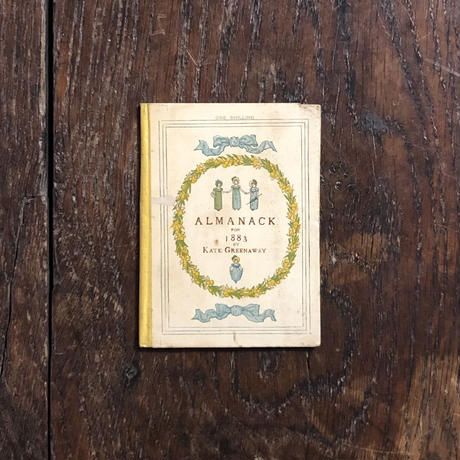 ONE SHILLING
ALMANACK
FOR
1883
BY
KATE GREENAWAY